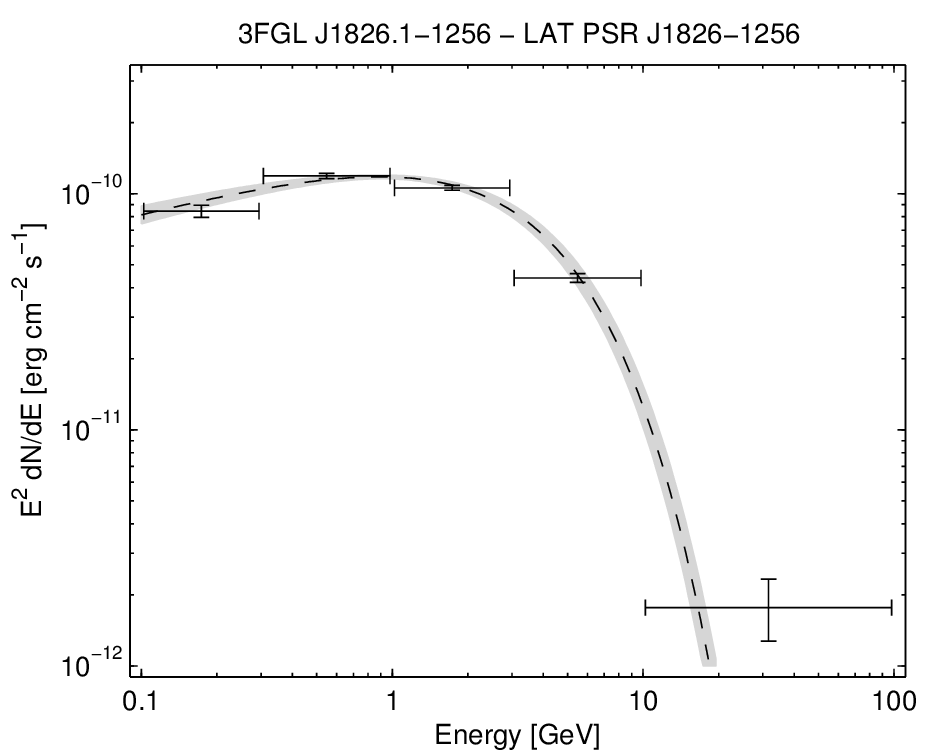 3FGL J1826.1−1256 − LAT PSR J1826−1256
E² dN/dE [erg cm⁻² s⁻¹]
10⁻¹⁰
10⁻¹¹
10⁻¹²
0.1 1 10 100
Energy [GeV]